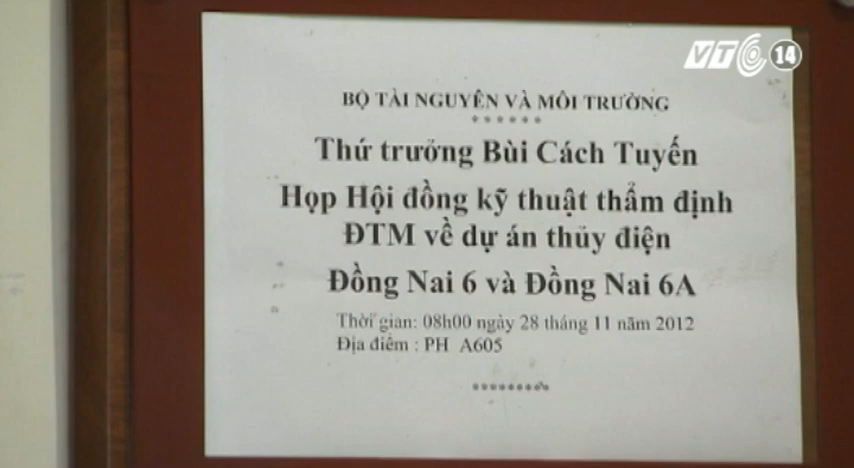 VTC 14
BỘ TÀI NGUYÊN VÀ MÔI TRƯỜNG
Thứ trưởng Bùi Cách Tuyến
Họp Hội đồng kỹ thuật thẩm định
ĐTM về dự án thủy điện
Đồng Nai 6 và Đồng Nai 6A
Thời gian: 08h00 ngày 28 tháng 11 năm 2012
Địa điểm : PH A605